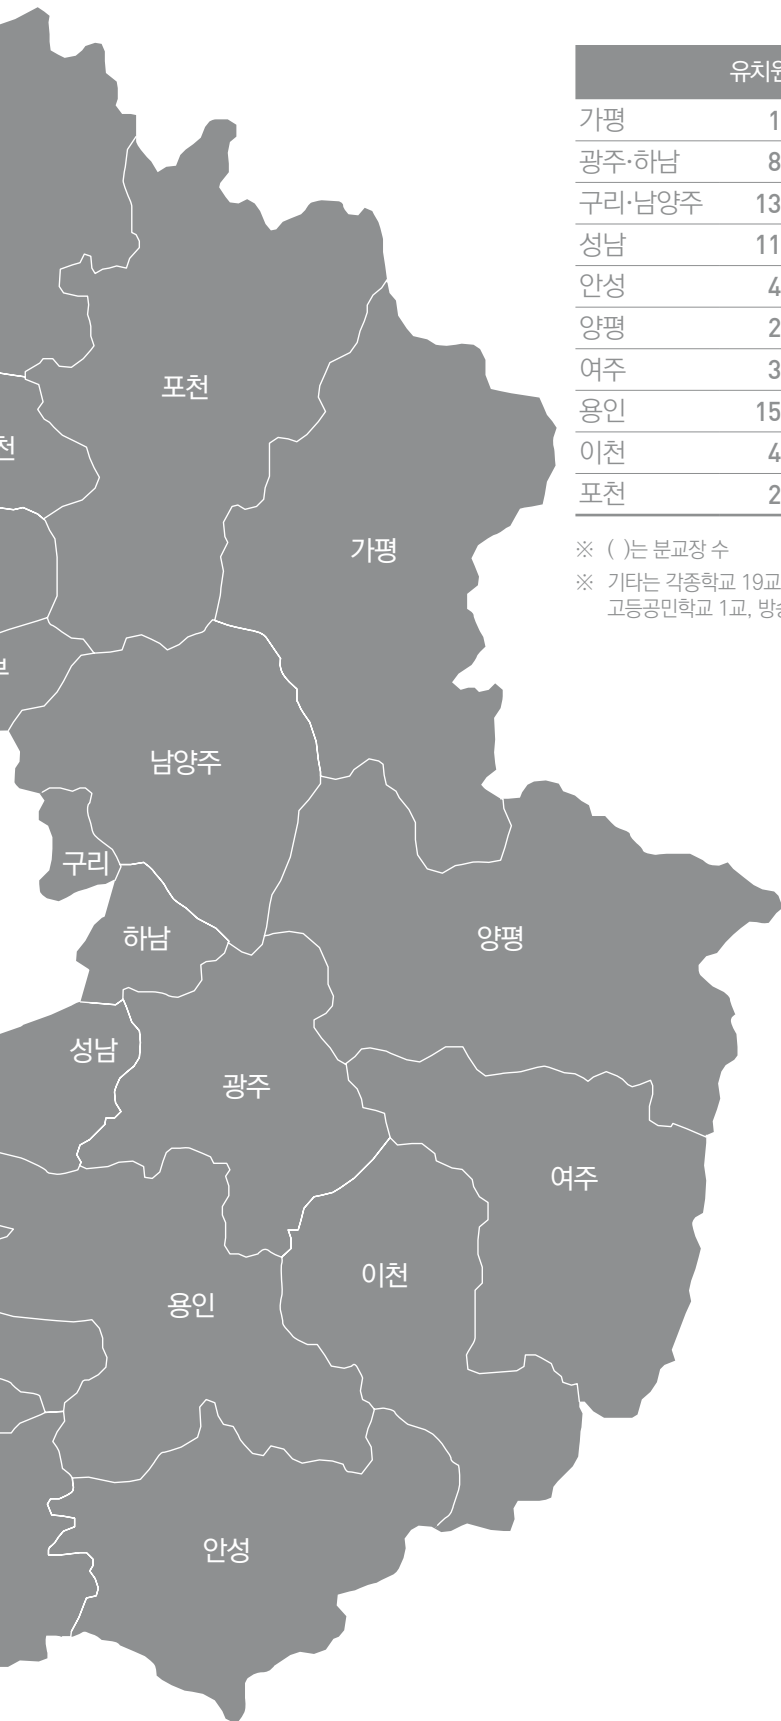 유치원
가평 1
광주·하남 8
구리·남양주 13
성남 11
안성 4
양평 2
여주 3
용인 15
이천 4
포천 2
※ ( )는 분교장 수
※ 기타는 각종학교 19교
고등공민학교 1교, 방송
포천
천
가평
부
남양주
구리
하남
양평
성남
광주
여주
이천
용인
안성